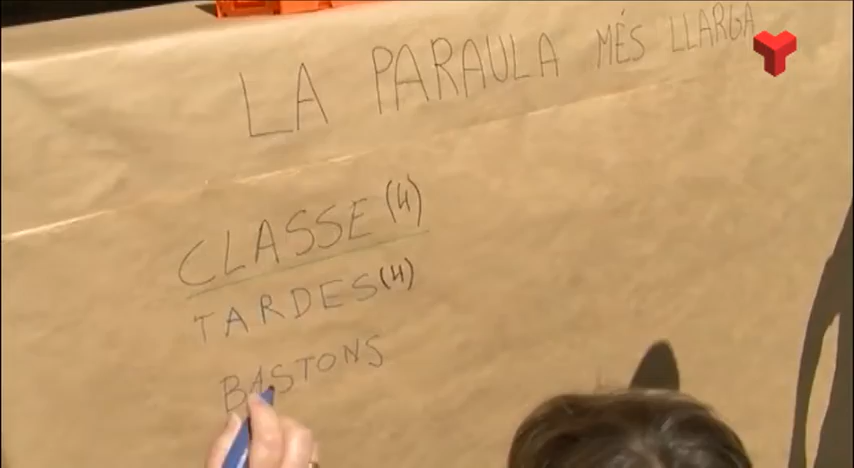 LA PARAULA MÉS LLARGA
CLASSE (4)
TARDES (4)
BASTONS